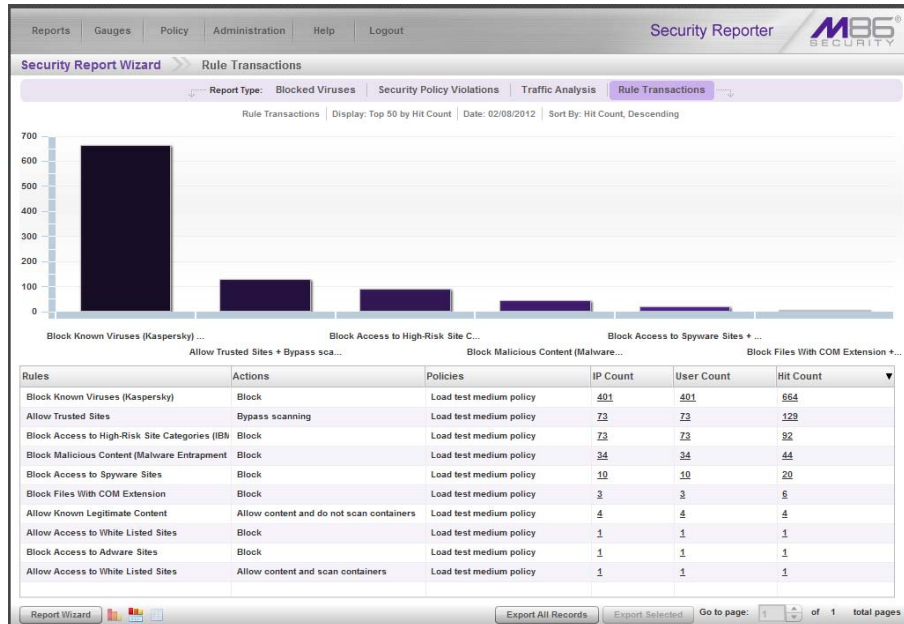 Reports Gauges Policy Administration Help Logout Security Reporter M86 SECURITY
Security Report Wizard Rule Transactions
Report Type: Blocked Viruses Security Policy Violations Traffic Analysis Rule Transactions
Rule Transactions Display: Top 50 by Hit Count Date: 02/08/2012 Sort By: Hit Count, Descending
700
600
500
400
300
200
100
0
Block Known Viruses (Kaspersky) ... Block Access to High-Risk Site C... Block Access to Spyware Sites + ...
Allow Trusted Sites + Bypass sca... Block Malicious Content (Malware... Block Files With COM Extension +...
Rules Actions Policies IP Count User Count Hit Count
Block Known Viruses (Kaspersky) Block Load test medium policy 401 401 664
Allow Trusted Sites Bypass scanning Load test medium policy 73 73 129
Block Access to High-Risk Site Categories (IBM Block Load test medium policy 73 73 92
Block Malicious Content (Malware Entrapment Block Load test medium policy 34 34 44
Block Access to Spyware Sites Block Load test medium policy 10 10 20
Block Files With COM Extension Block Load test medium policy 3 3 6
Allow Known Legitimate Content Allow content and do not scan containers Load test medium policy 4 4 4
Allow Access to White Listed Sites Block Load test medium policy 1 1 1
Block Access to Adware Sites Block Load test medium policy 1 1 1
Allow Access to White Listed Sites Allow content and scan containers Load test medium policy 1 1 1
Report Wizard Export All Records Export Selected Go to page: 1 of 1 total pages